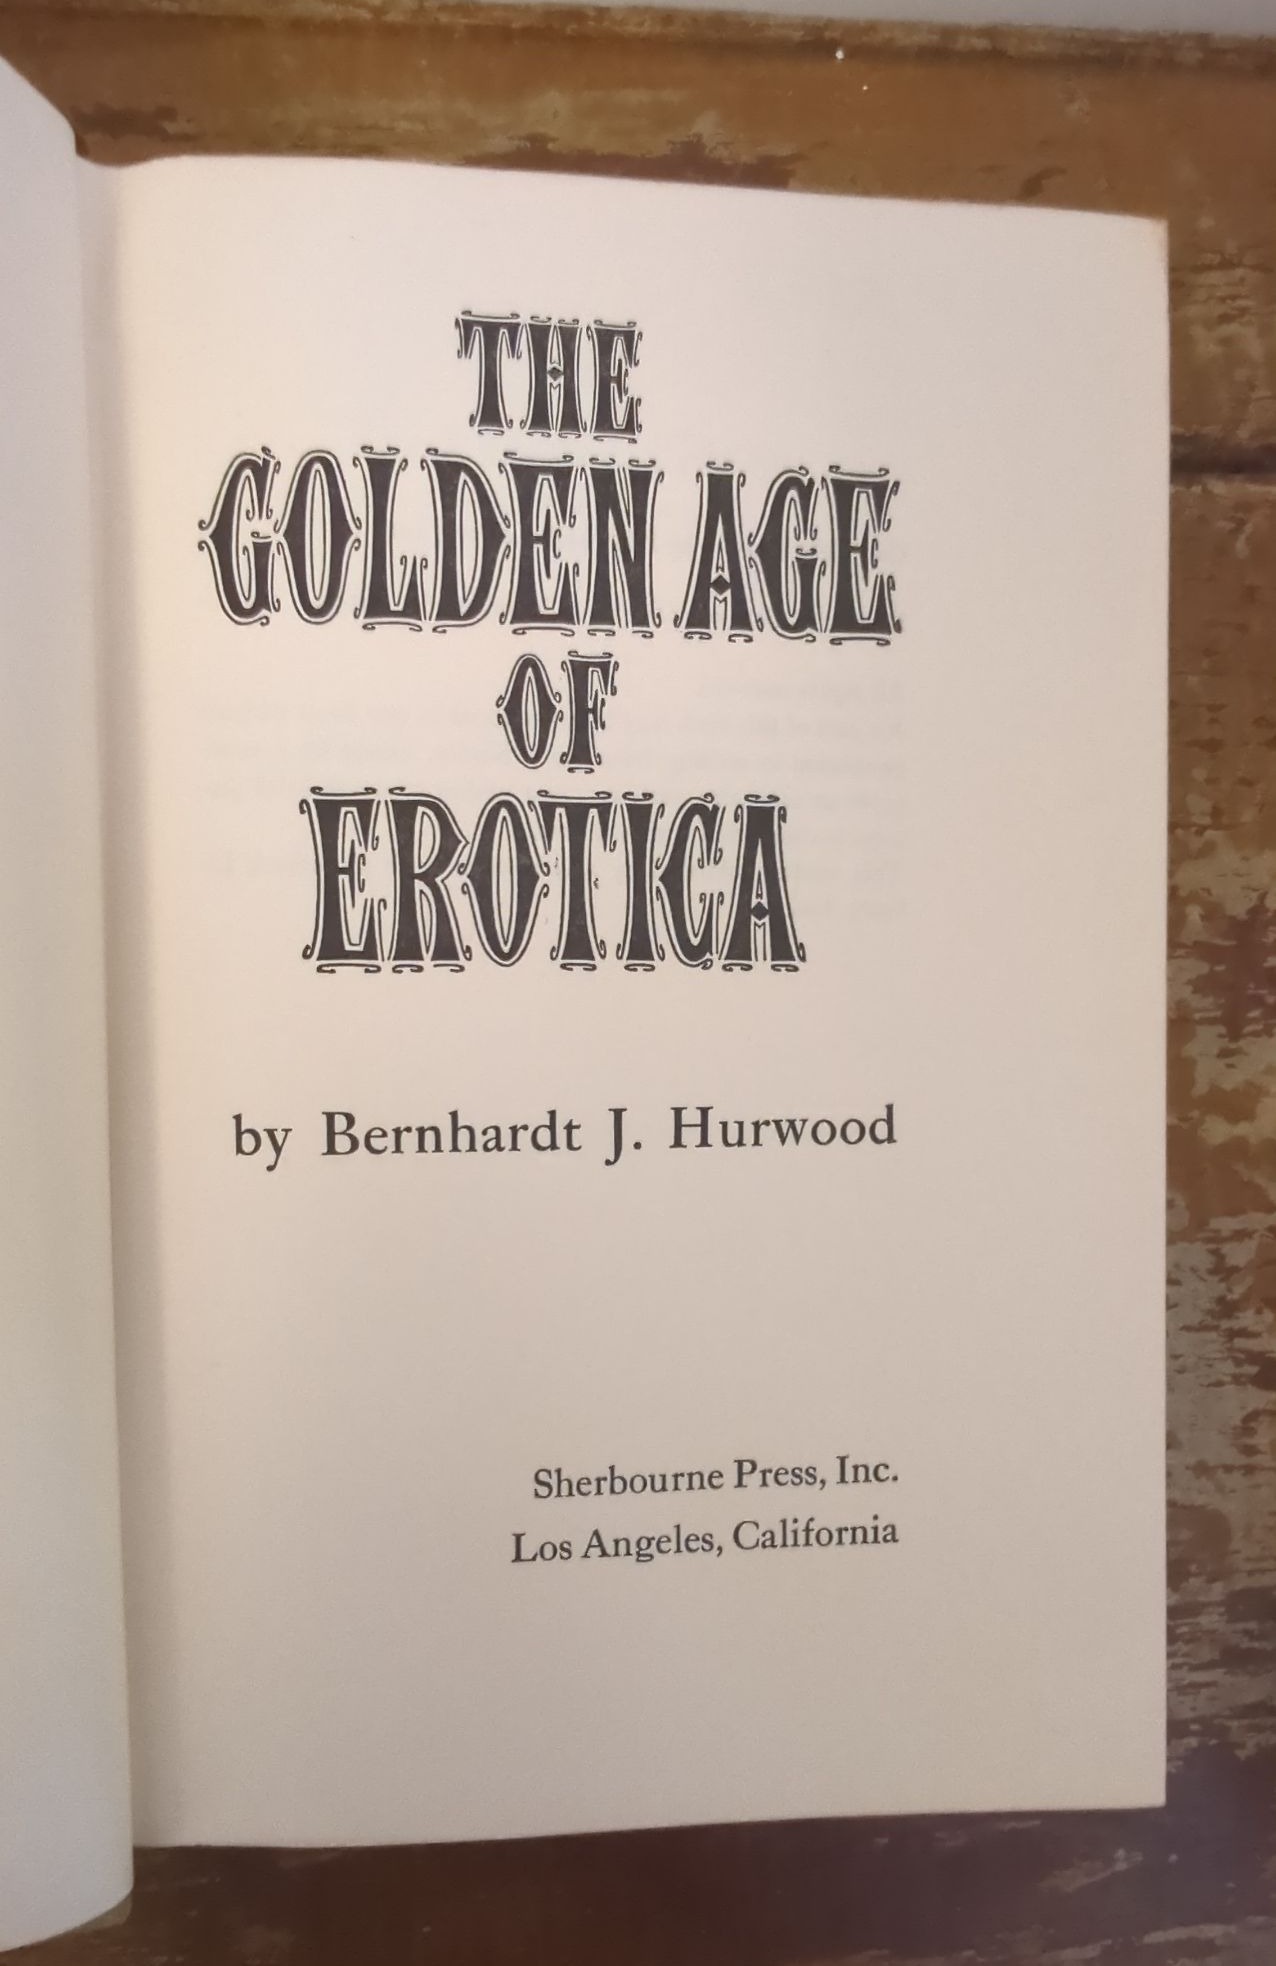 THE
GOLDEN AGE
OF
EROTICA
by Bernhardt J. Hurwood
Sherbourne Press, Inc.
Los Angeles, California